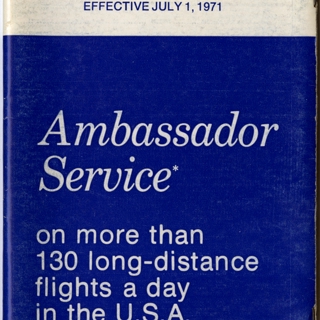 EFFECTIVE JULY 1, 1971
Ambassador
Service*
on more than
130 long-distance
flights a day
in the U.S.A.